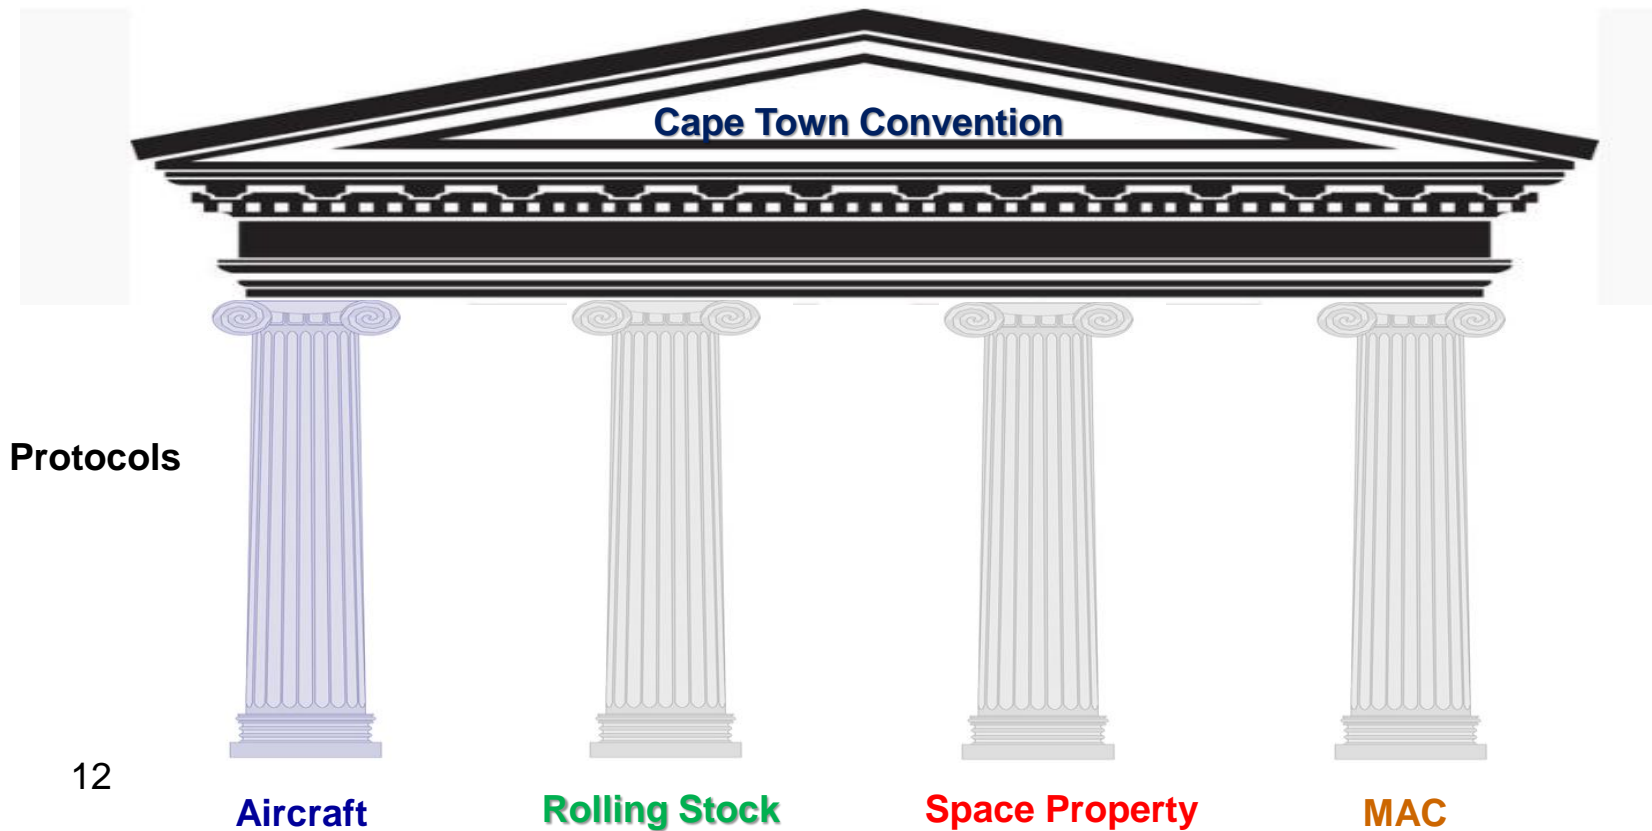 Cape Town Convention
Protocols
12
Aircraft
Rolling Stock
Space Property
MAC